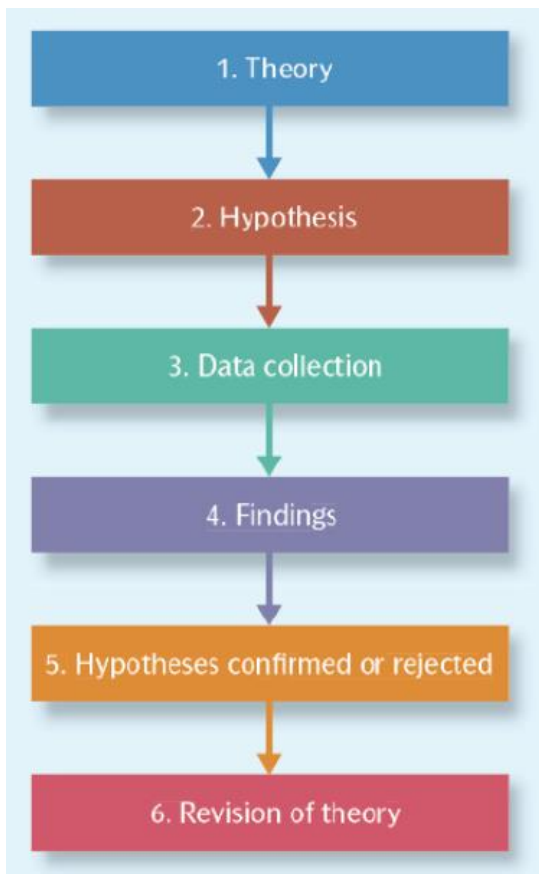 1. Theory
2. Hypothesis
3. Data collection
4. Findings
5. Hypotheses confirmed or rejected
6. Revision of theory